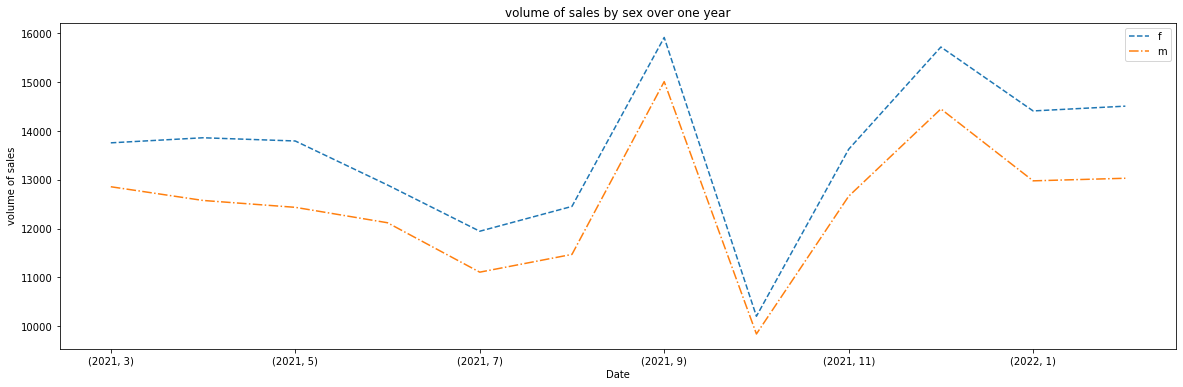 volume of sales by sex over one year
f
m
16000
15000
14000
13000
12000
11000
10000
volume of sales
(2021, 3)
(2021, 5)
(2021, 7)
(2021, 9)
(2021, 11)
(2022, 1)
Date